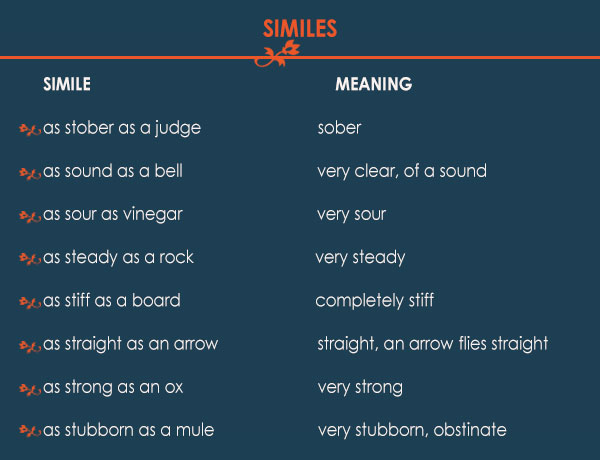 SIMILES
SIMILE MEANING
as stober as a judge sober
as sound as a bell very clear, of a sound
as sour as vinegar very sour
as steady as a rock very steady
as stiff as a board completely stiff
as straight as an arrow straight, an arrow flies straight
as strong as an ox very strong
as stubborn as a mule very stubborn, obstinate